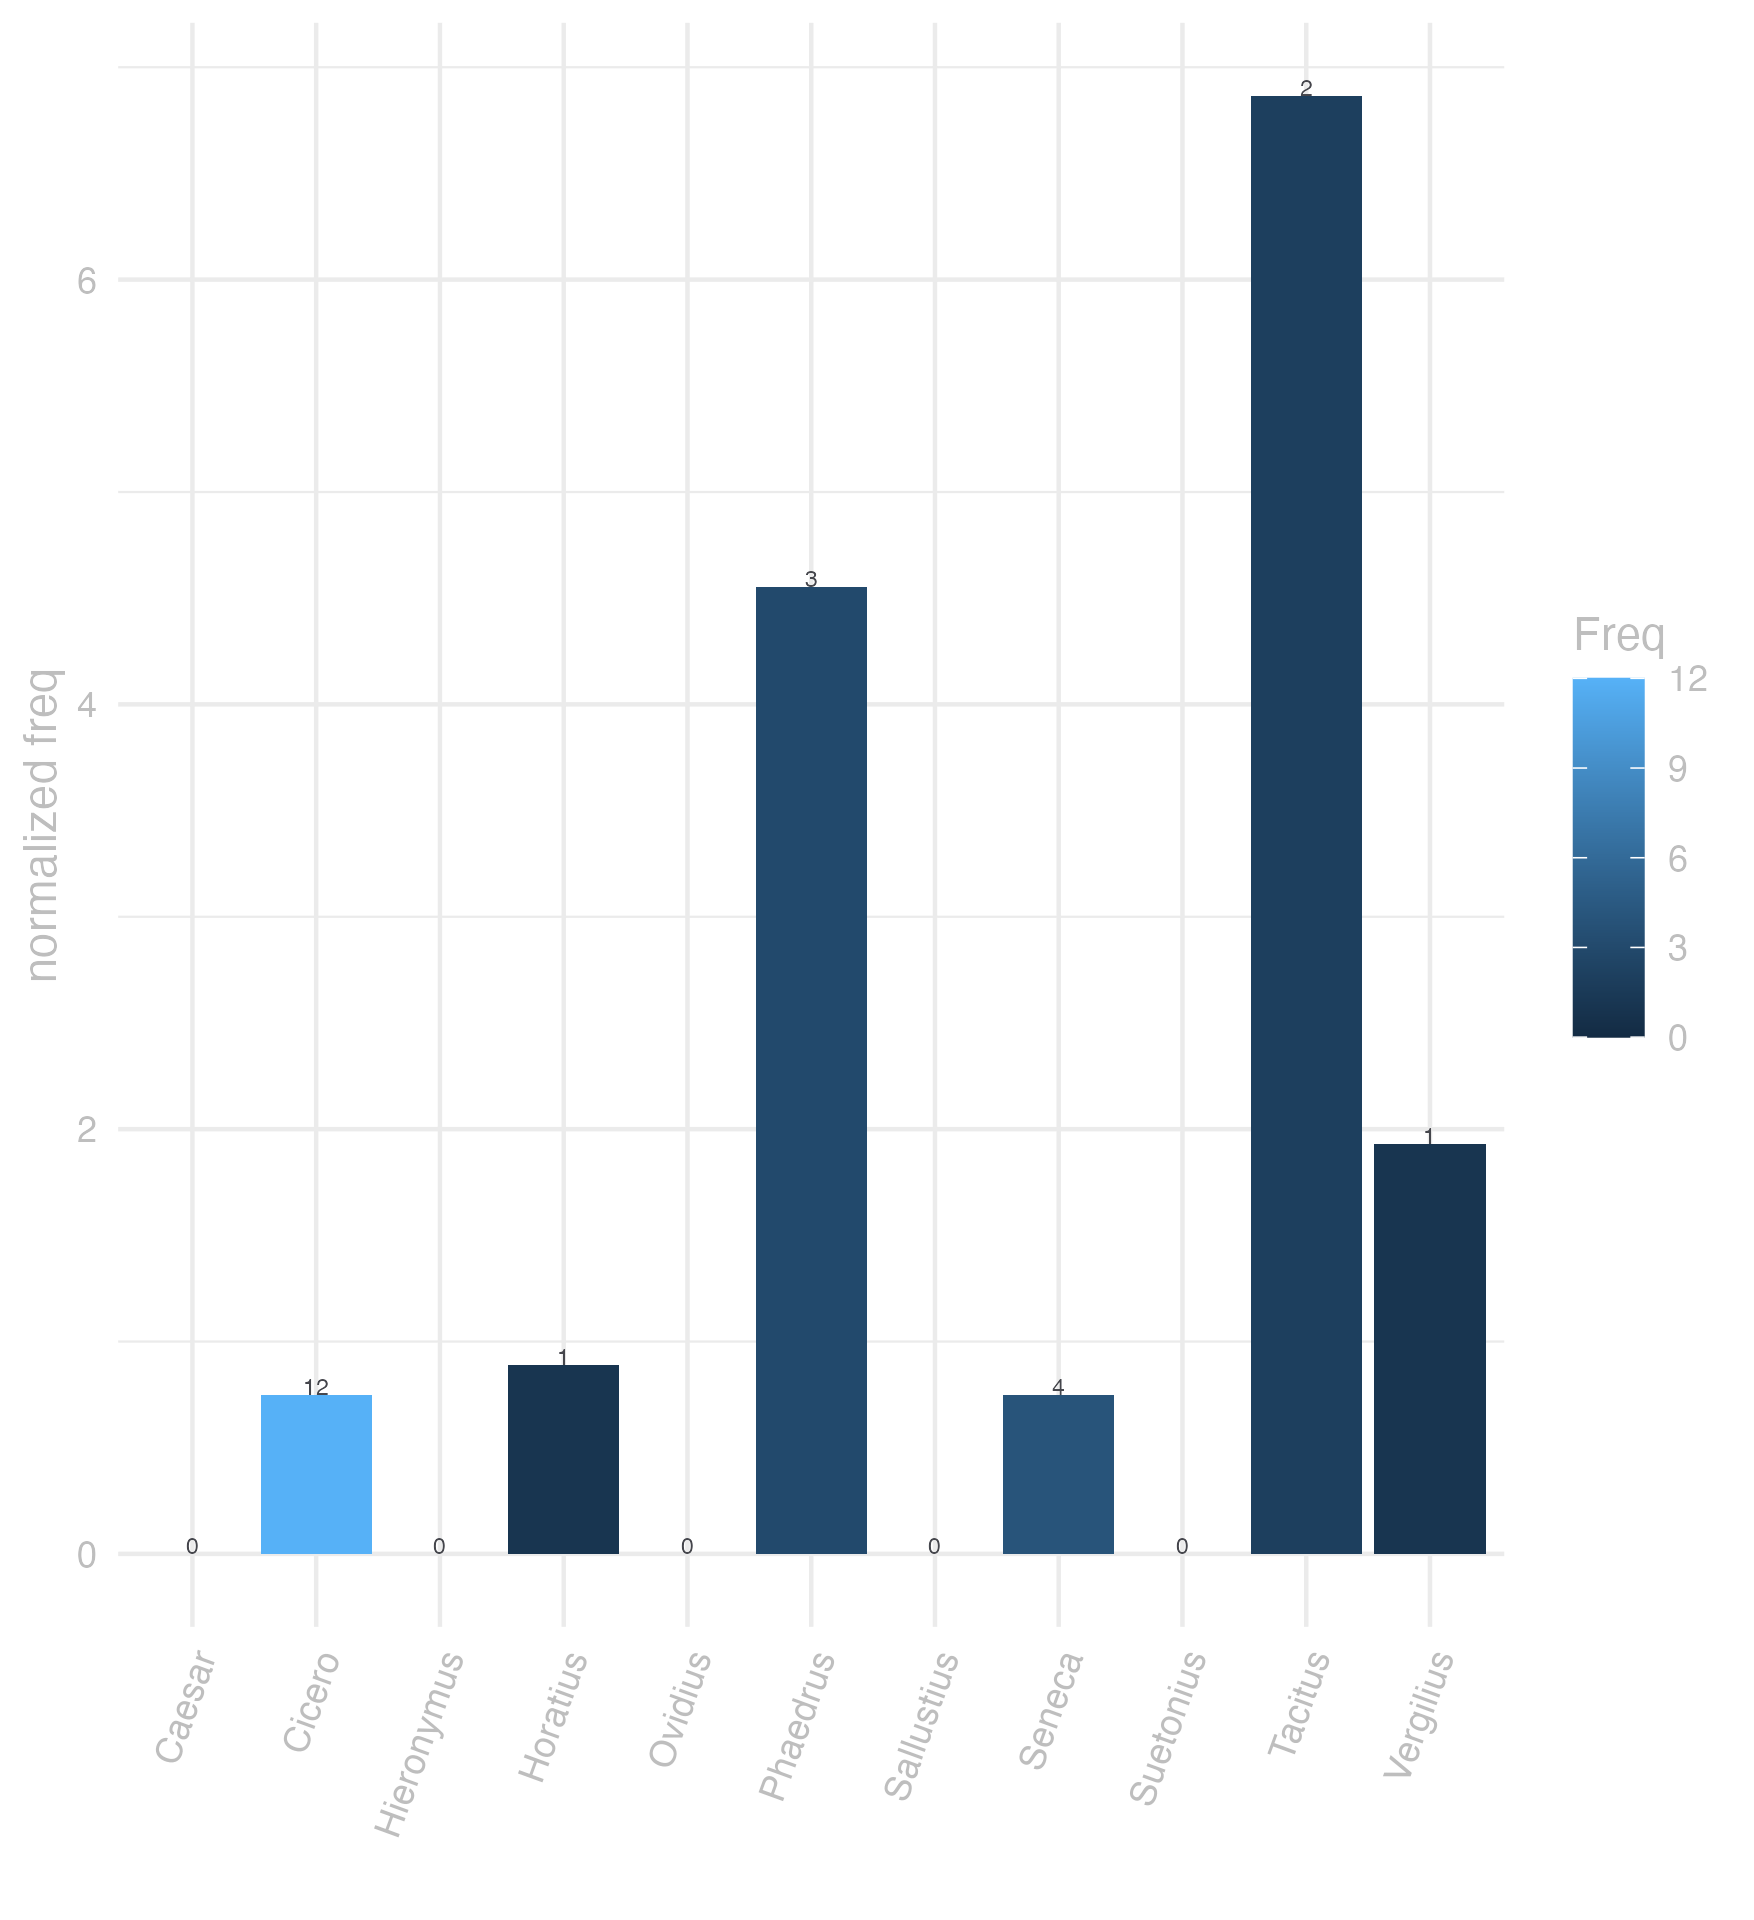 2
6
3
Freq
12
9
6
3
0
normalized freq
4
2
1
1
12
4
0
0
0
0
0
0
Caesar
Cicero
Hieronymus
Horatius
Ovidius
Phaedrus
Sallustius
Seneca
Suetonius
Tacitus
Vergilius